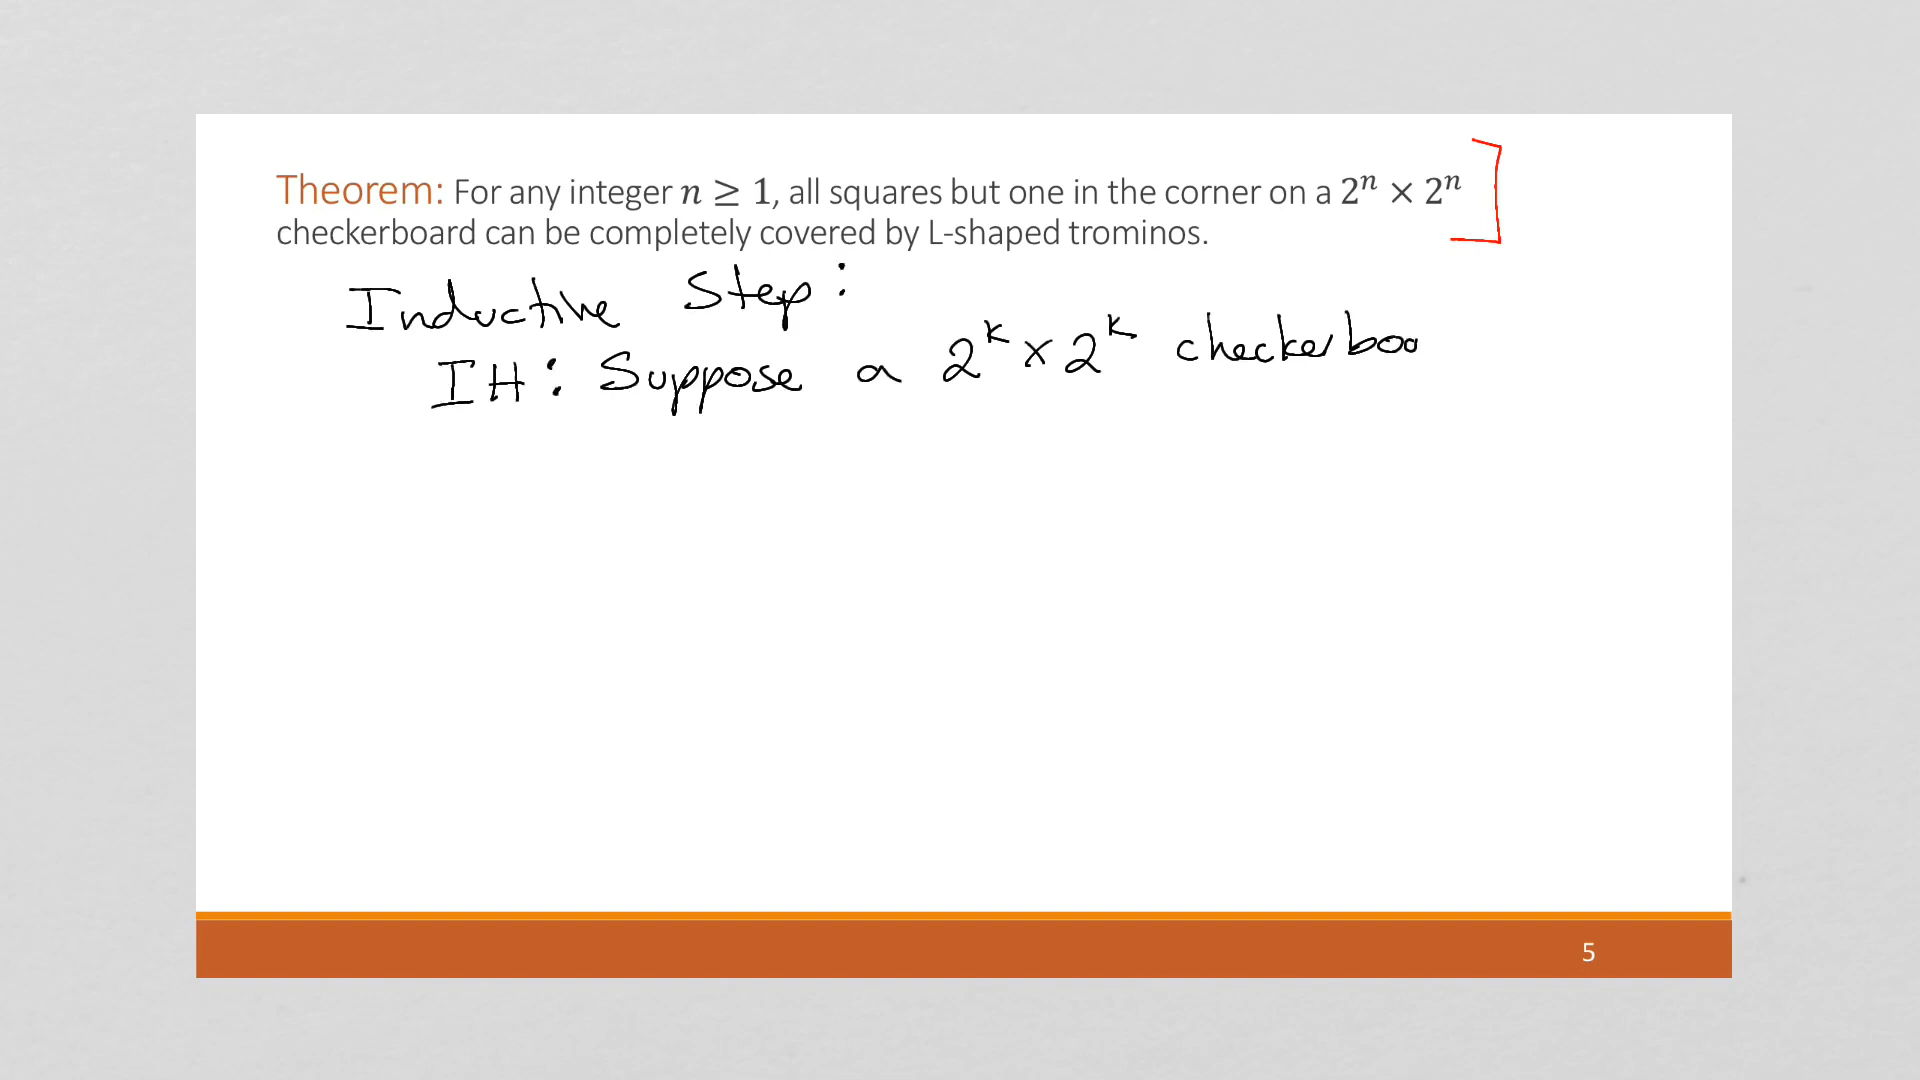 Theorem: For any integer n ≥ 1, all squares but one in the corner on a 2ⁿ × 2ⁿ
checkerboard can be completely covered by L-shaped trominos.
Inductive Step:
IH: Suppose a 2ᵏ × 2ᵏ checkerboo
5